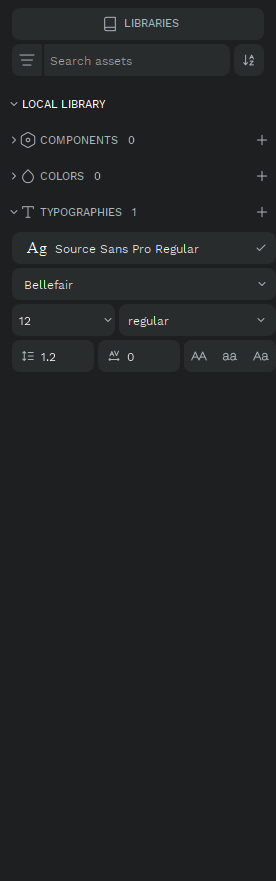 LIBRARIES
Search assets
LOCAL LIBRARY
COMPONENTS 0
COLORS 0
TYPOGRAPHIES 1
Ag Source Sans Pro Regular
Bellefair
12 regular
1.2 AV 0 AA aa Aa